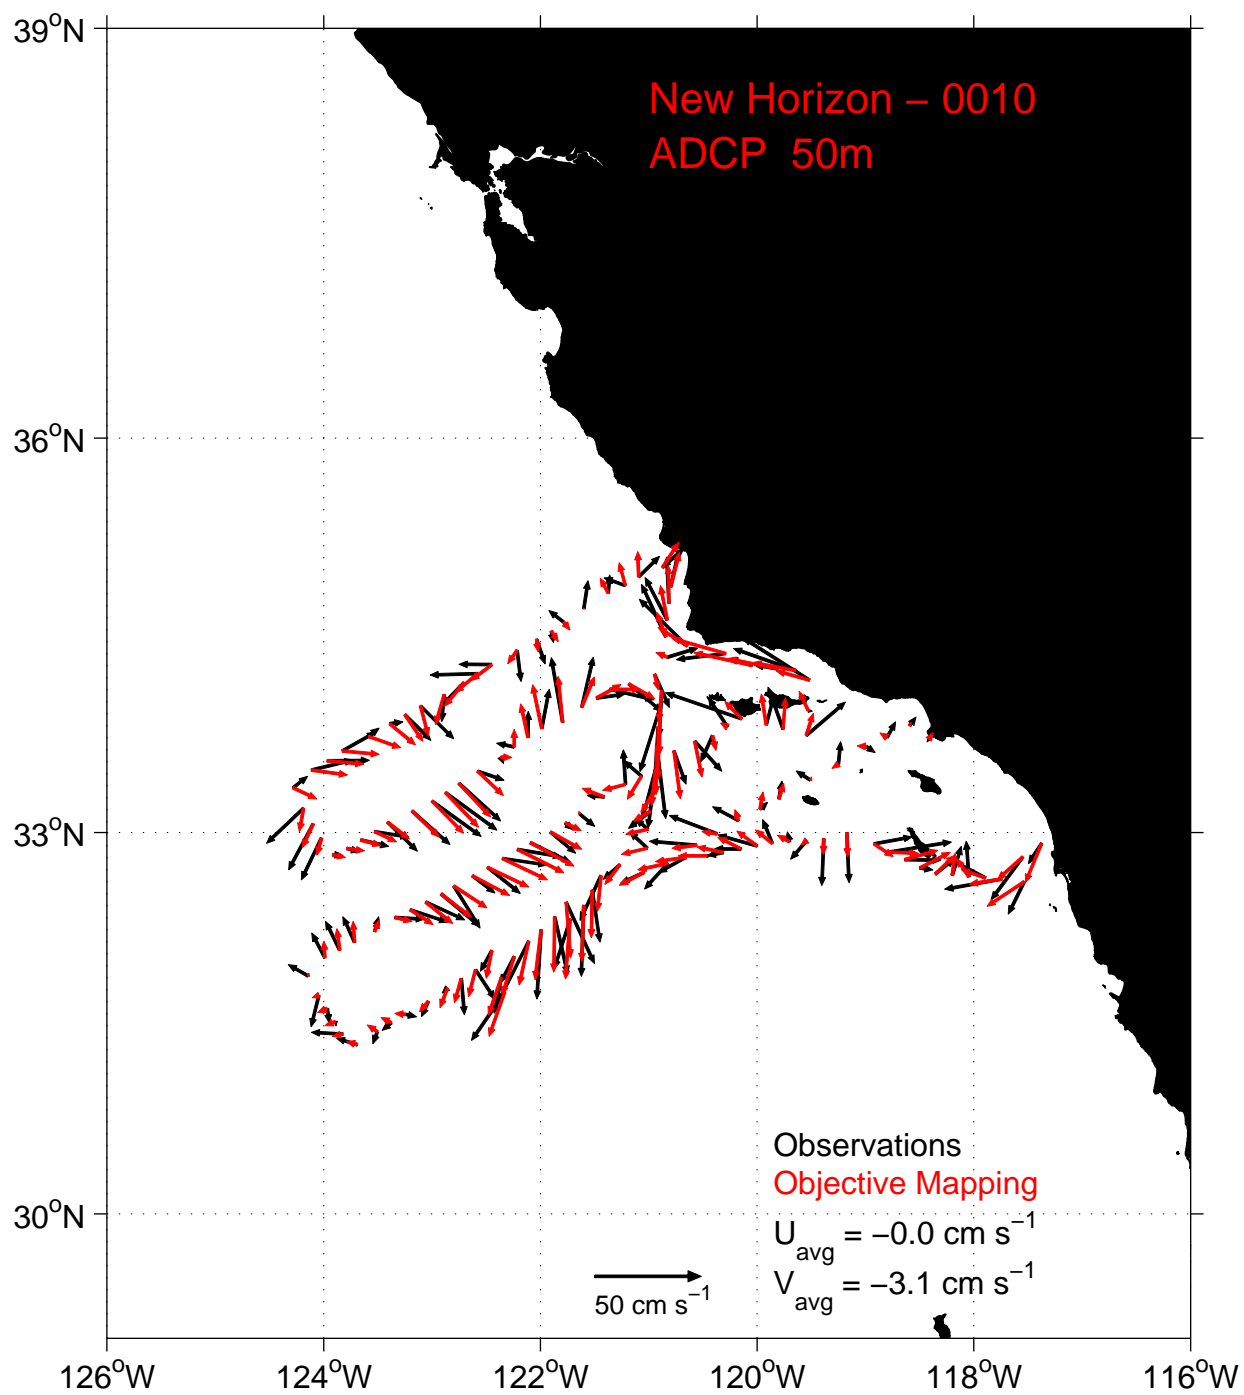 39°N
New Horizon – 0010
ADCP 50m
36°N
33°N
Observations
Objective Mapping
30°N
U_avg = −0.0 cm s⁻¹
V_avg = −3.1 cm s⁻¹
50 cm s⁻¹
126°W 124°W 122°W 120°W 118°W 116°W